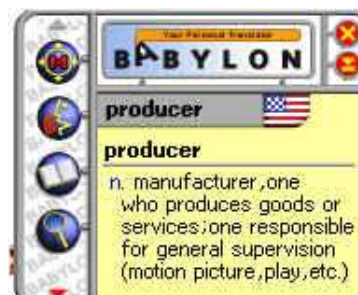 Your Personal Translator
BABYLON
producer
producer
n. manufacturer,one
who produces goods or
services;one responsible
for general supervision
(motion picture,play,etc.)